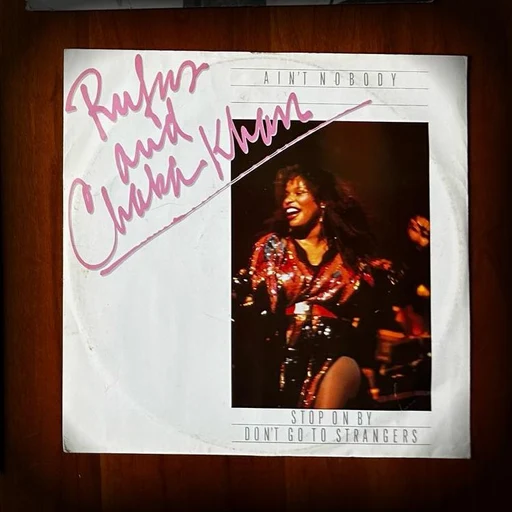 Rufus
and
Chaka Khan
AIN'T NOBODY
STOP ON BY
DON'T GO TO STRANGERS